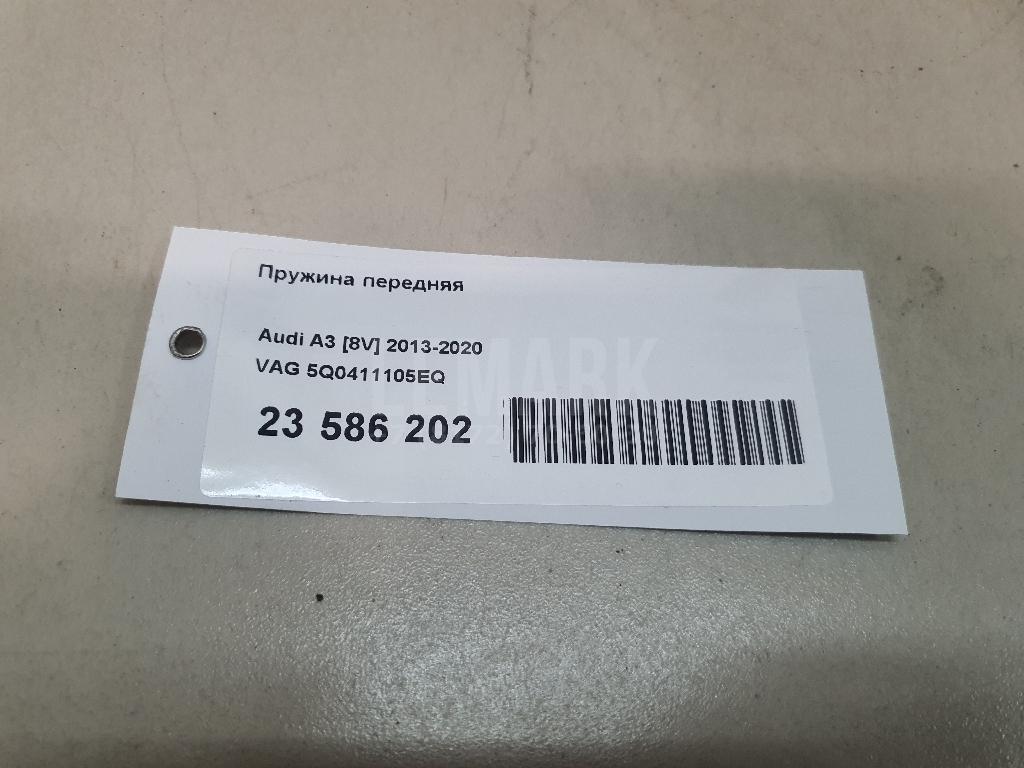 Пружина передняя
Audi A3 [8V] 2013-2020
VAG 5Q0411105EQ
23 586 202